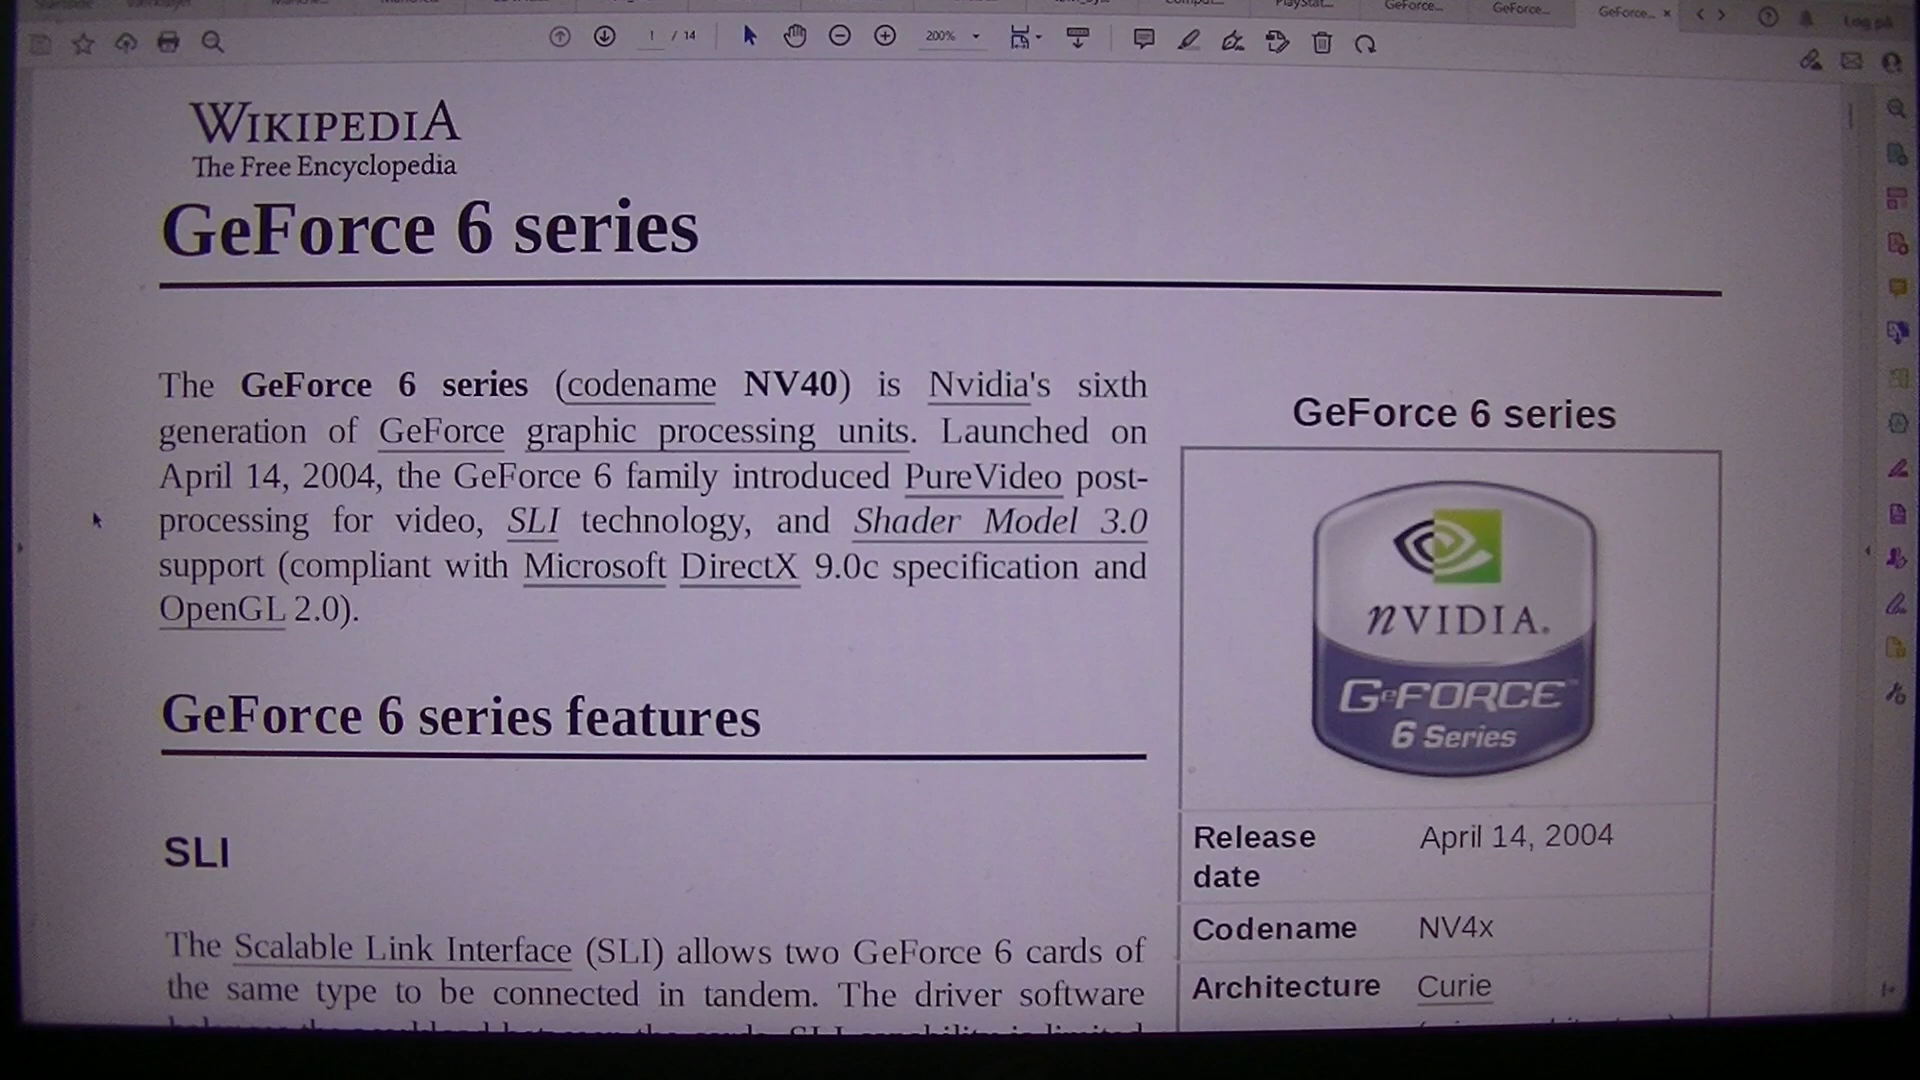 GeForce...
GeForce...
GeForce...
Log på
1 / 14
200%
WIKIPEDIA
The Free Encyclopedia
GeForce 6 series
The GeForce 6 series (codename NV40) is Nvidia's sixth
generation of GeForce graphic processing units. Launched on
April 14, 2004, the GeForce 6 family introduced PureVideo post-
processing for video, SLI technology, and Shader Model 3.0
support (compliant with Microsoft DirectX 9.0c specification and
OpenGL 2.0).
GeForce 6 series features
SLI
The Scalable Link Interface (SLI) allows two GeForce 6 cards of
the same type to be connected in tandem. The driver software
GeForce 6 series
nVIDIA.
GeFORCE™
6 Series
Release
date
April 14, 2004
Codename NV4x
Architecture Curie